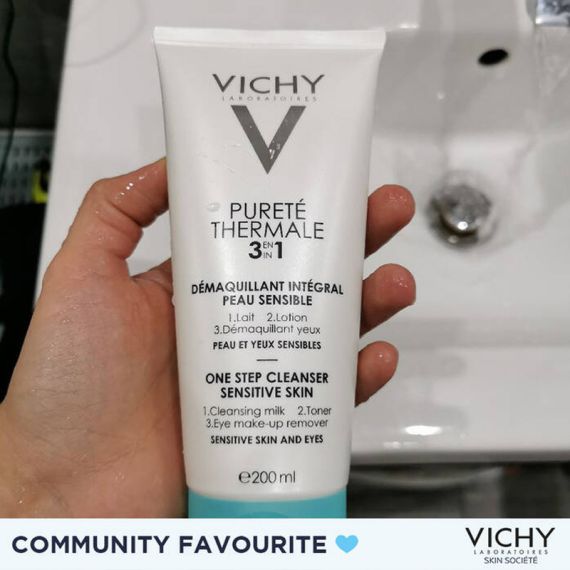 VICHY
LABORATOIRES
V
PURETÉ
THERMALE
3 EN IN 1
DÉMAQUILLANT INTÉGRAL
PEAU SENSIBLE
1.Lait 2.Lotion
3.Démaquillant yeux
PEAU ET YEUX SENSIBLES
ONE STEP CLEANSER
SENSITIVE SKIN
1.Cleansing milk 2.Toner
3.Eye make-up remover
SENSITIVE SKIN AND EYES
℮200ml
COMMUNITY FAVOURITE
VICHY
LABORATOIRES
SKIN SOCIÉTÉ